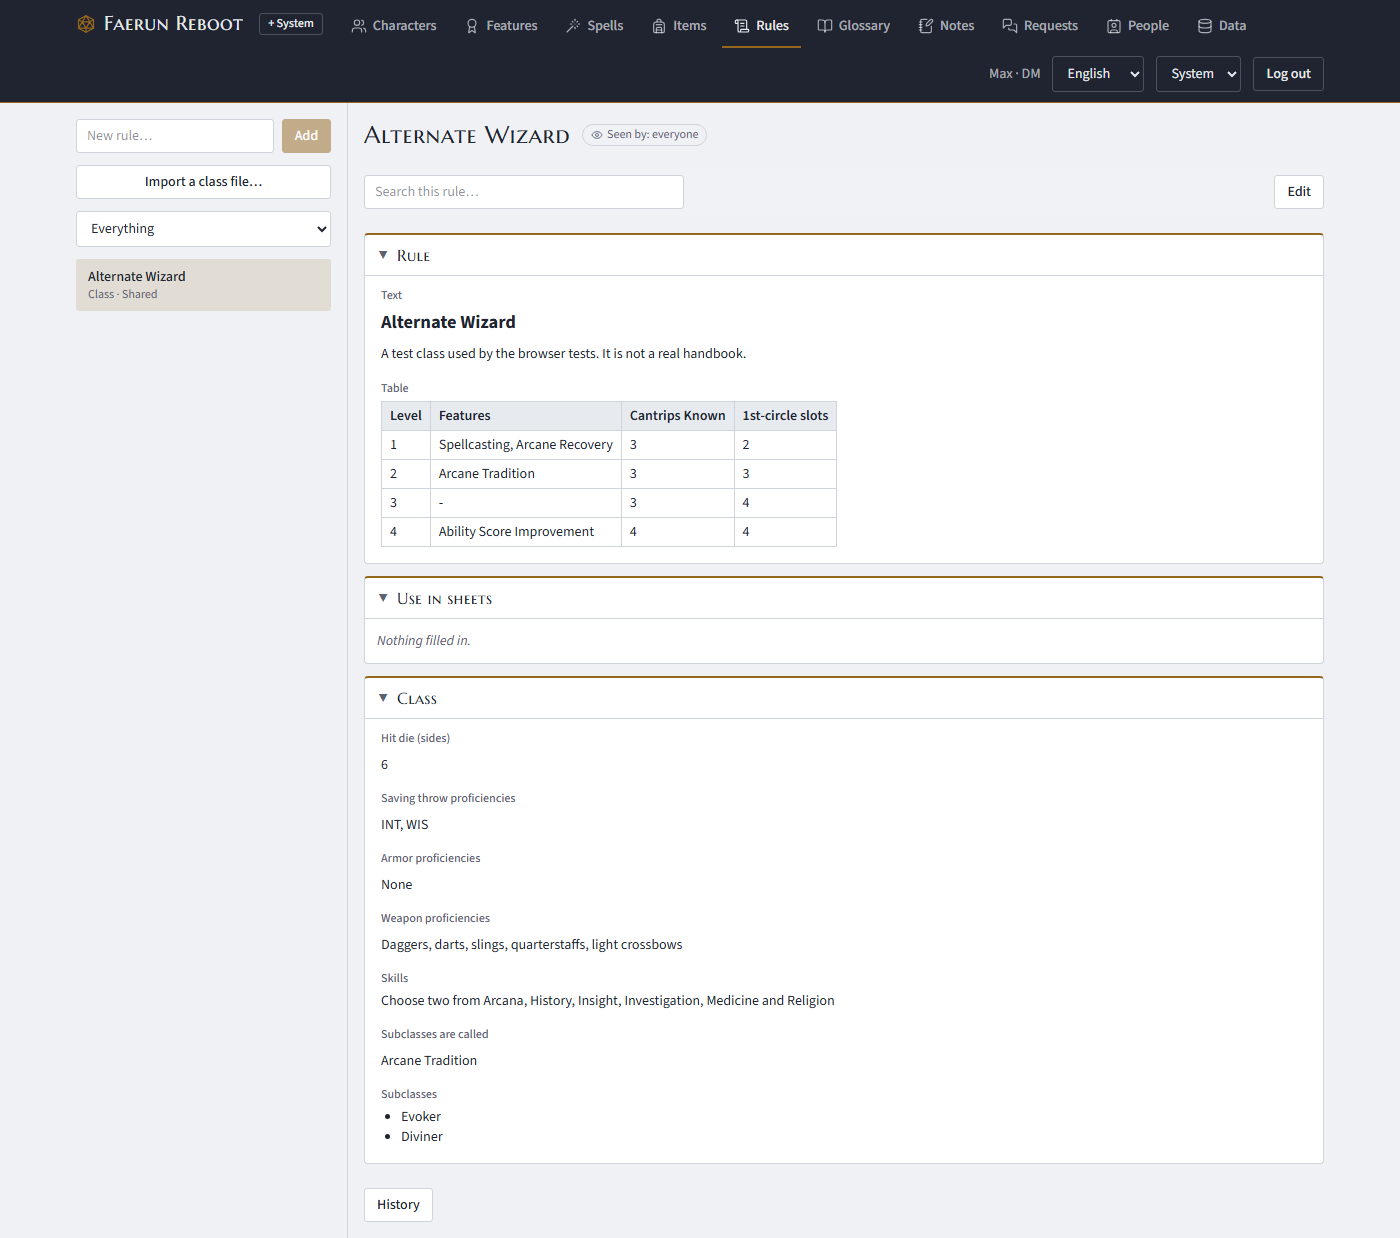 Faerun Reboot
+ System
Characters
Features
Spells
Items
Rules
Glossary
Notes
Requests
People
Data
Max · DM
English
System
Log out
New rule…
Add
Import a class file…
Everything
Alternate Wizard
Class · Shared
Alternate Wizard
Seen by: everyone
Search this rule…
Edit
Rule
Text
Alternate Wizard
A test class used by the browser tests. It is not a real handbook.
Table
Level Features Cantrips Known 1st-circle slots
1 Spellcasting, Arcane Recovery 3 2
2 Arcane Tradition 3 3
3 - 3 4
4 Ability Score Improvement 4 4
Use in sheets
Nothing filled in.
Class
Hit die (sides)
6
Saving throw proficiencies
INT, WIS
Armor proficiencies
None
Weapon proficiencies
Daggers, darts, slings, quarterstaffs, light crossbows
Skills
Choose two from Arcana, History, Insight, Investigation, Medicine and Religion
Subclasses are called
Arcane Tradition
Subclasses
Evoker
Diviner
History